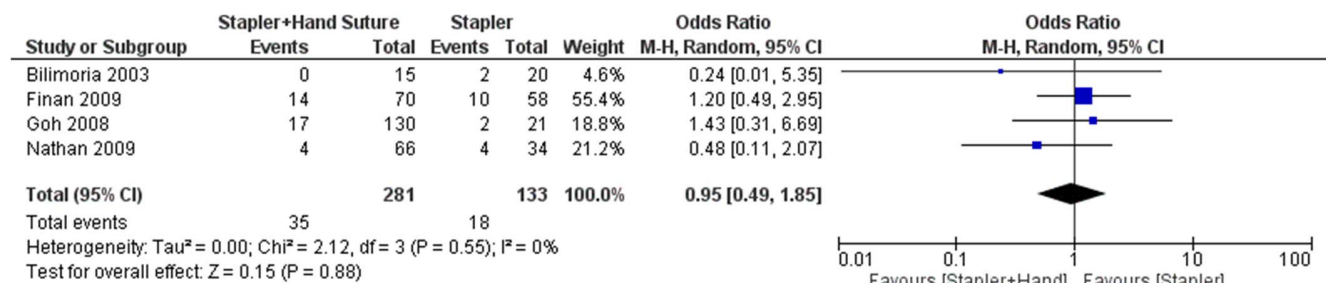 Stapler+Hand Suture Stapler Odds Ratio Odds Ratio
Study or Subgroup Events Total Events Total Weight M-H, Random, 95% CI M-H, Random, 95% CI
Bilimoria 2003 0 15 2 20 4.6% 0.24 [0.01, 5.35]
Finan 2009 14 70 10 58 55.4% 1.20 [0.49, 2.95]
Goh 2008 17 130 2 21 18.8% 1.43 [0.31, 6.69]
Nathan 2009 4 66 4 34 21.2% 0.48 [0.11, 2.07]
Total (95% CI) 281 133 100.0% 0.95 [0.49, 1.85]
Total events 35 18
Heterogeneity: Tau² = 0.00; Chi² = 2.12, df = 3 (P = 0.55); I² = 0%
Test for overall effect: Z = 0.15 (P = 0.88)
0.01 0.1 1 10 100
Favours [Stapler+Hand] Favours [Stapler]